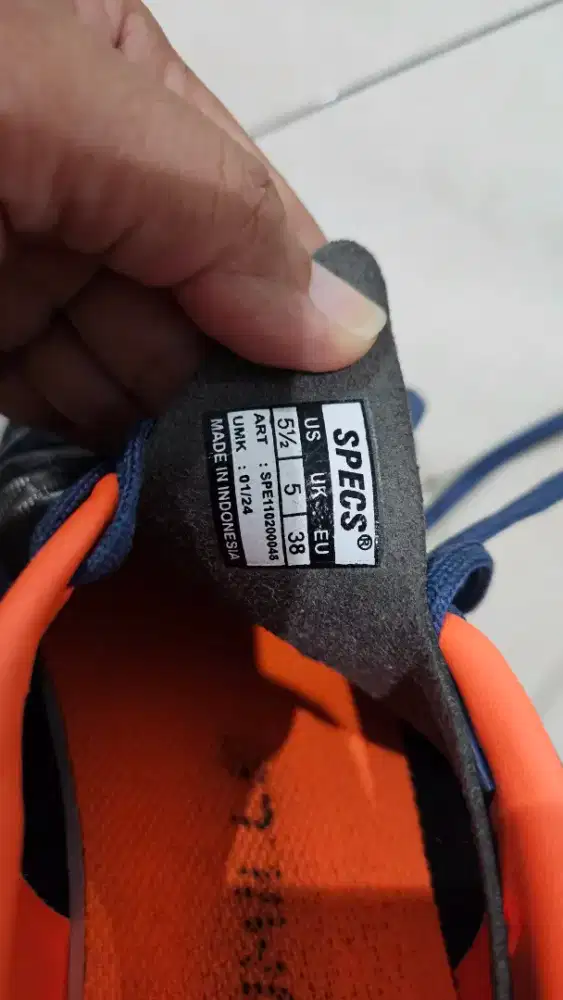 SPECS®
US UK EU
5½ 5 38
ART : SPE110200048
UMK : 01/24
MADE IN INDONESIA